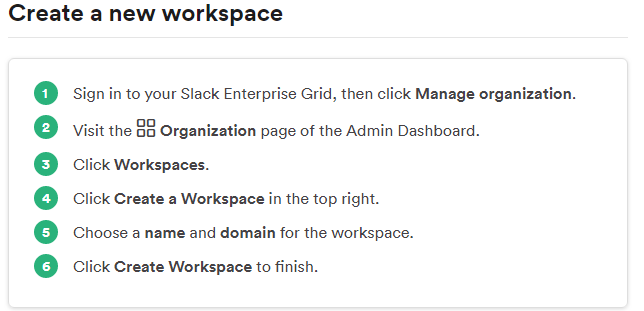 Create a new workspace
1 Sign in to your Slack Enterprise Grid, then click Manage organization.
2 Visit the Organization page of the Admin Dashboard.
3 Click Workspaces.
4 Click Create a Workspace in the top right.
5 Choose a name and domain for the workspace.
6 Click Create Workspace to finish.